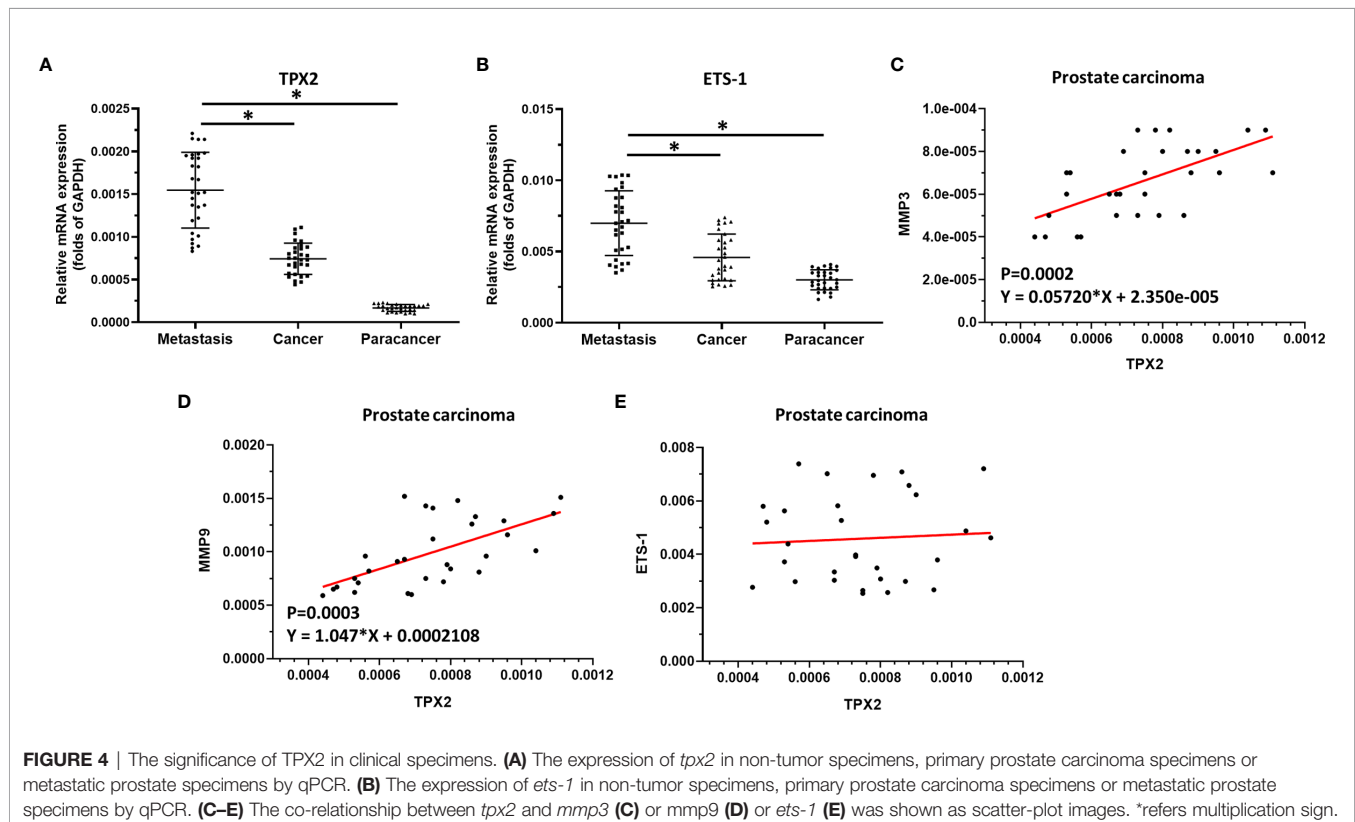 A
TPX2
*
*
Relative mRNA expression
(folds of GAPDH)
0.0025
0.0020
0.0015
0.0010
0.0005
0.0000
Metastasis Cancer Paracancer
B
ETS-1
*
*
Relative mRNA expression
(folds of GAPDH)
0.015
0.010
0.005
0.000
Metastasis Cancer Paracancer
C
Prostate carcinoma
MMP3
1.0e-004
8.0e-005
6.0e-005
4.0e-005
2.0e-005
0.0
P=0.0002
Y = 0.05720*X + 2.350e-005
0.0004 0.0006 0.0008 0.0010 0.0012
TPX2
D
Prostate carcinoma
MMP9
0.0020
0.0015
0.0010
0.0005
0.0000
P=0.0003
Y = 1.047*X + 0.0002108
0.0004 0.0006 0.0008 0.0010 0.0012
TPX2
E
Prostate carcinoma
ETS-1
0.008
0.006
0.004
0.002
0.000
0.0004 0.0006 0.0008 0.0010 0.0012
TPX2
FIGURE 4 | The significance of TPX2 in clinical specimens. (A) The expression of tpx2 in non-tumor specimens, primary prostate carcinoma specimens or
metastatic prostate specimens by qPCR. (B) The expression of ets-1 in non-tumor specimens, primary prostate carcinoma specimens or metastatic prostate
specimens by qPCR. (C–E) The co-relationship between tpx2 and mmp3 (C) or mmp9 (D) or ets-1 (E) was shown as scatter-plot images. *refers multiplication sign.